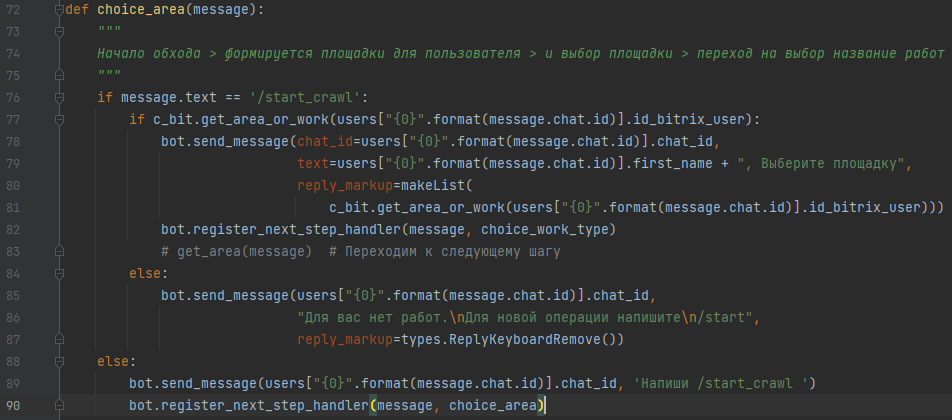 72 def choice_area(message):
73     """
74     Начало обхода > формируется площадки для пользователя > и выбор площадки > переход на выбор название работ
75     """
76     if message.text == '/start_crawl':
77         if c_bit.get_area_or_work(users["{0}".format(message.chat.id)].id_bitrix_user):
78             bot.send_message(chat_id=users["{0}".format(message.chat.id)].chat_id,
79                              text=users["{0}".format(message.chat.id)].first_name + ", Выберите площадку",
80                              reply_markup=makeList(
81                                  c_bit.get_area_or_work(users["{0}".format(message.chat.id)].id_bitrix_user)))
82             bot.register_next_step_handler(message, choice_work_type)
83             # get_area(message)  # Переходим к следующему шагу
84         else:
85             bot.send_message(users["{0}".format(message.chat.id)].chat_id,
86                              "Для вас нет работ.\nДля новой операции напишите\n/start",
87                              reply_markup=types.ReplyKeyboardRemove())
88     else:
89         bot.send_message(users["{0}".format(message.chat.id)].chat_id, 'Напиши /start_crawl ')
90         bot.register_next_step_handler(message, choice_area)